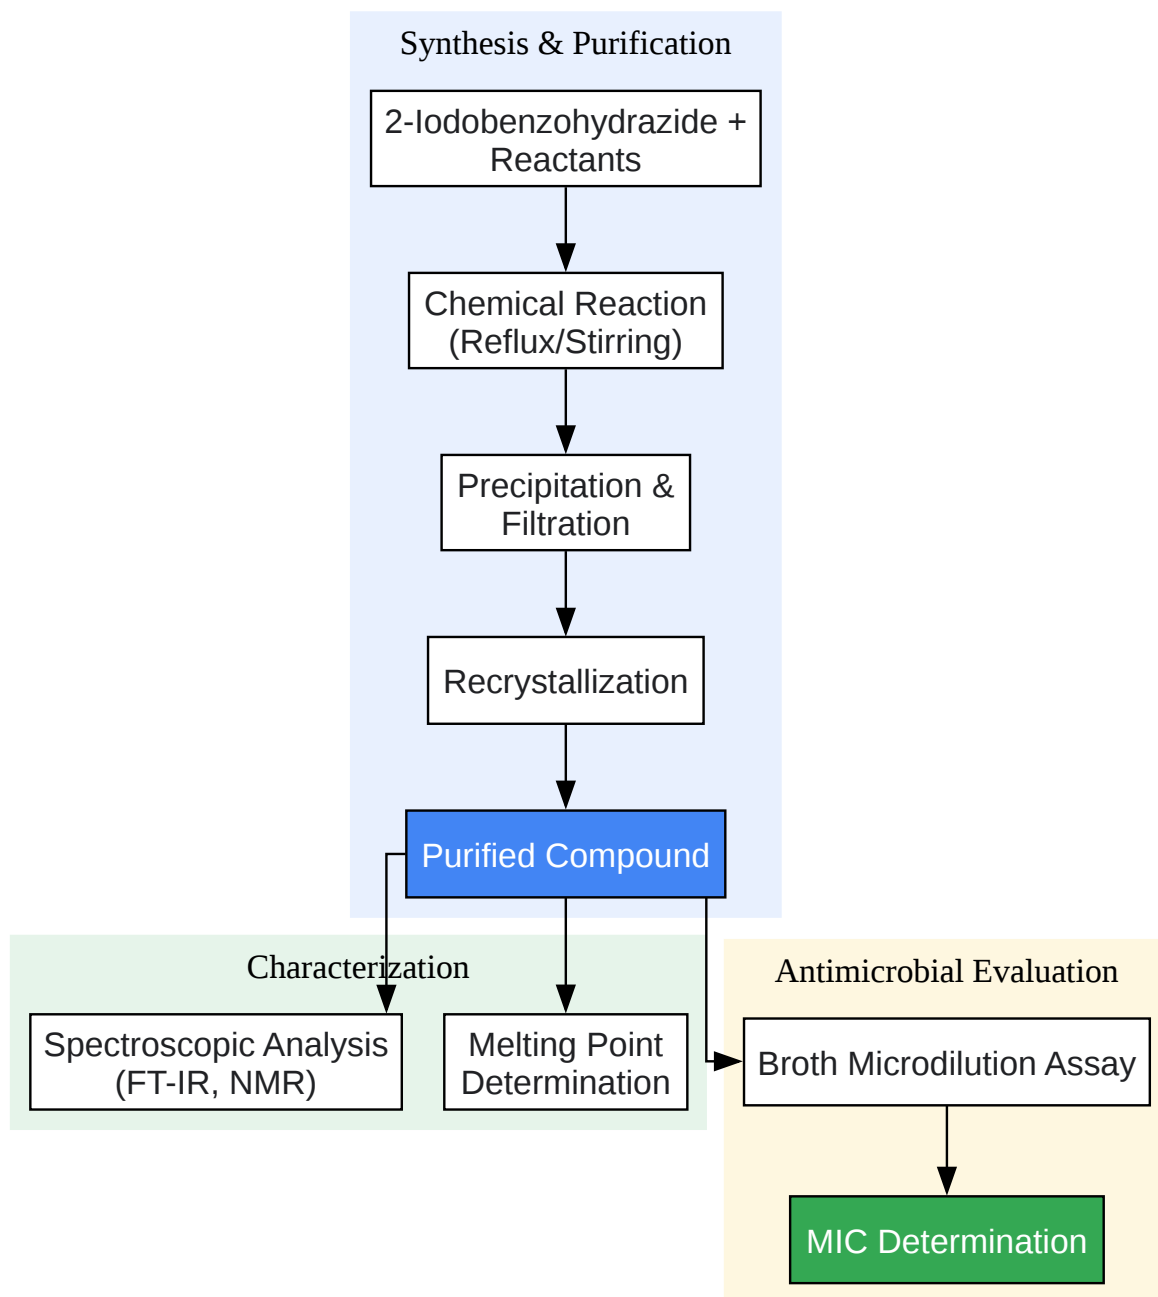 Synthesis & Purification
2-Iodobenzohydrazide +
Reactants
Chemical Reaction
(Reflux/Stirring)
Precipitation &
Filtration
Recrystallization
Purified Compound
Characterization
Spectroscopic Analysis
(FT-IR, NMR)
Melting Point
Determination
Antimicrobial Evaluation
Broth Microdilution Assay
MIC Determination